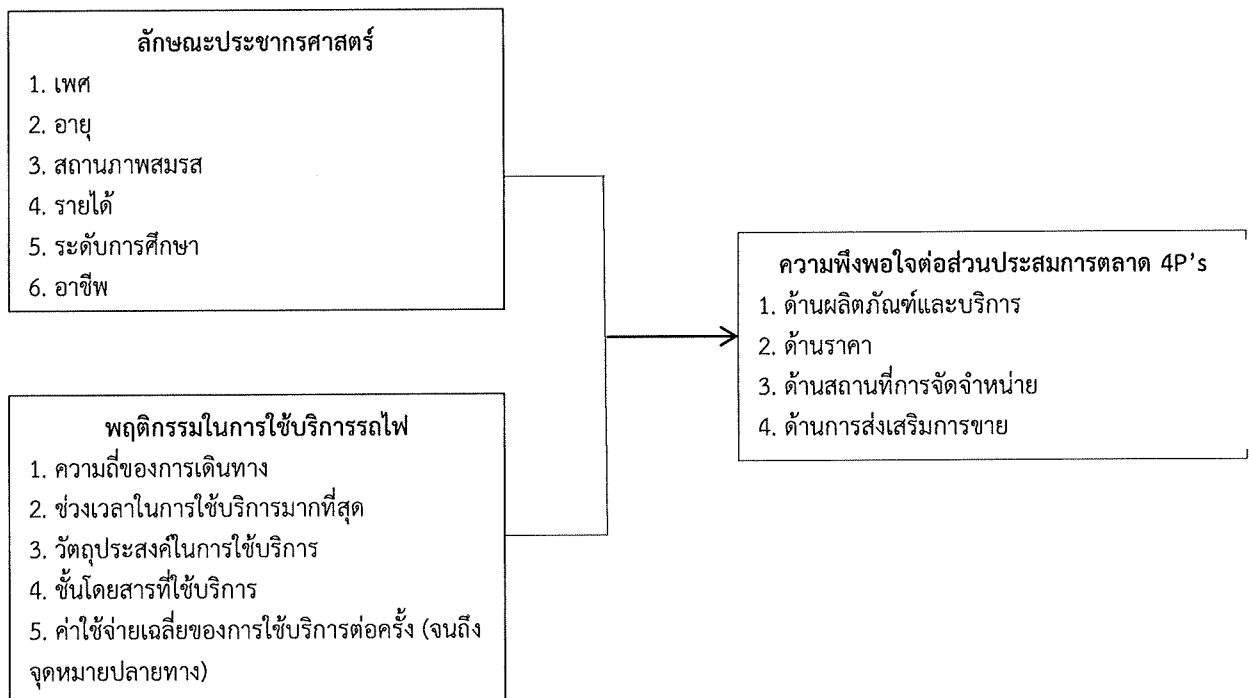 ลักษณะประชากรศาสตร์
1. เพศ
2. อายุ
3. สถานภาพสมรส
4. รายได้
5. ระดับการศึกษา
6. อาชีพ
พฤติกรรมในการใช้บริการรถไฟ
1. ความถี่ของการเดินทาง
2. ช่วงเวลาในการใช้บริการมากที่สุด
3. วัตถุประสงค์ในการใช้บริการ
4. ชั้นโดยสารที่ใช้บริการ
5. ค่าใช้จ่ายเฉลี่ยของการใช้บริการต่อครั้ง (จนถึง
จุดหมายปลายทาง)
ความพึงพอใจต่อส่วนประสมการตลาด 4P's
1. ด้านผลิตภัณฑ์และบริการ
2. ด้านราคา
3. ด้านสถานที่การจัดจำหน่าย
4. ด้านการส่งเสริมการขาย